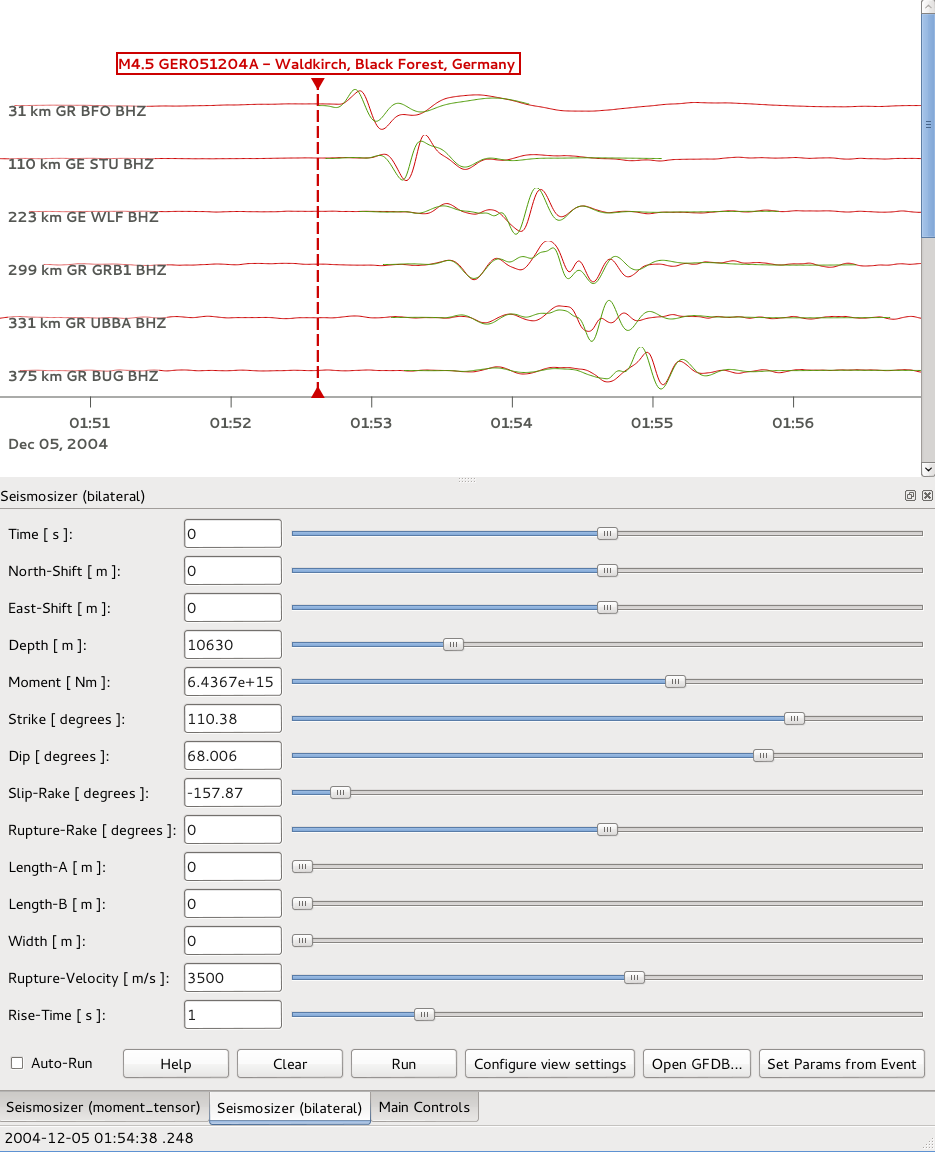 M4.5 GER051204A - Waldkirch, Black Forest, Germany
31 km GR BFO BHZ
110 km GE STU BHZ
223 km GE WLF BHZ
299 km GR GRB1 BHZ
331 km GR UBBA BHZ
375 km GR BUG BHZ
01:51 01:52 01:53 01:54 01:55 01:56
Dec 05, 2004
Seismosizer (bilateral)
Time [ s ]: 0
North-Shift [ m ]: 0
East-Shift [ m ]: 0
Depth [ m ]: 10630
Moment [ Nm ]: 6.4367e+15
Strike [ degrees ]: 110.38
Dip [ degrees ]: 68.006
Slip-Rake [ degrees ]: -157.87
Rupture-Rake [ degrees ]: 0
Length-A [ m ]: 0
Length-B [ m ]: 0
Width [ m ]: 0
Rupture-Velocity [ m/s ]: 3500
Rise-Time [ s ]: 1
Auto-Run Help Clear Run Configure view settings Open GFDB... Set Params from Event
Seismosizer (moment_tensor) Seismosizer (bilateral) Main Controls
2004-12-05 01:54:38 .248